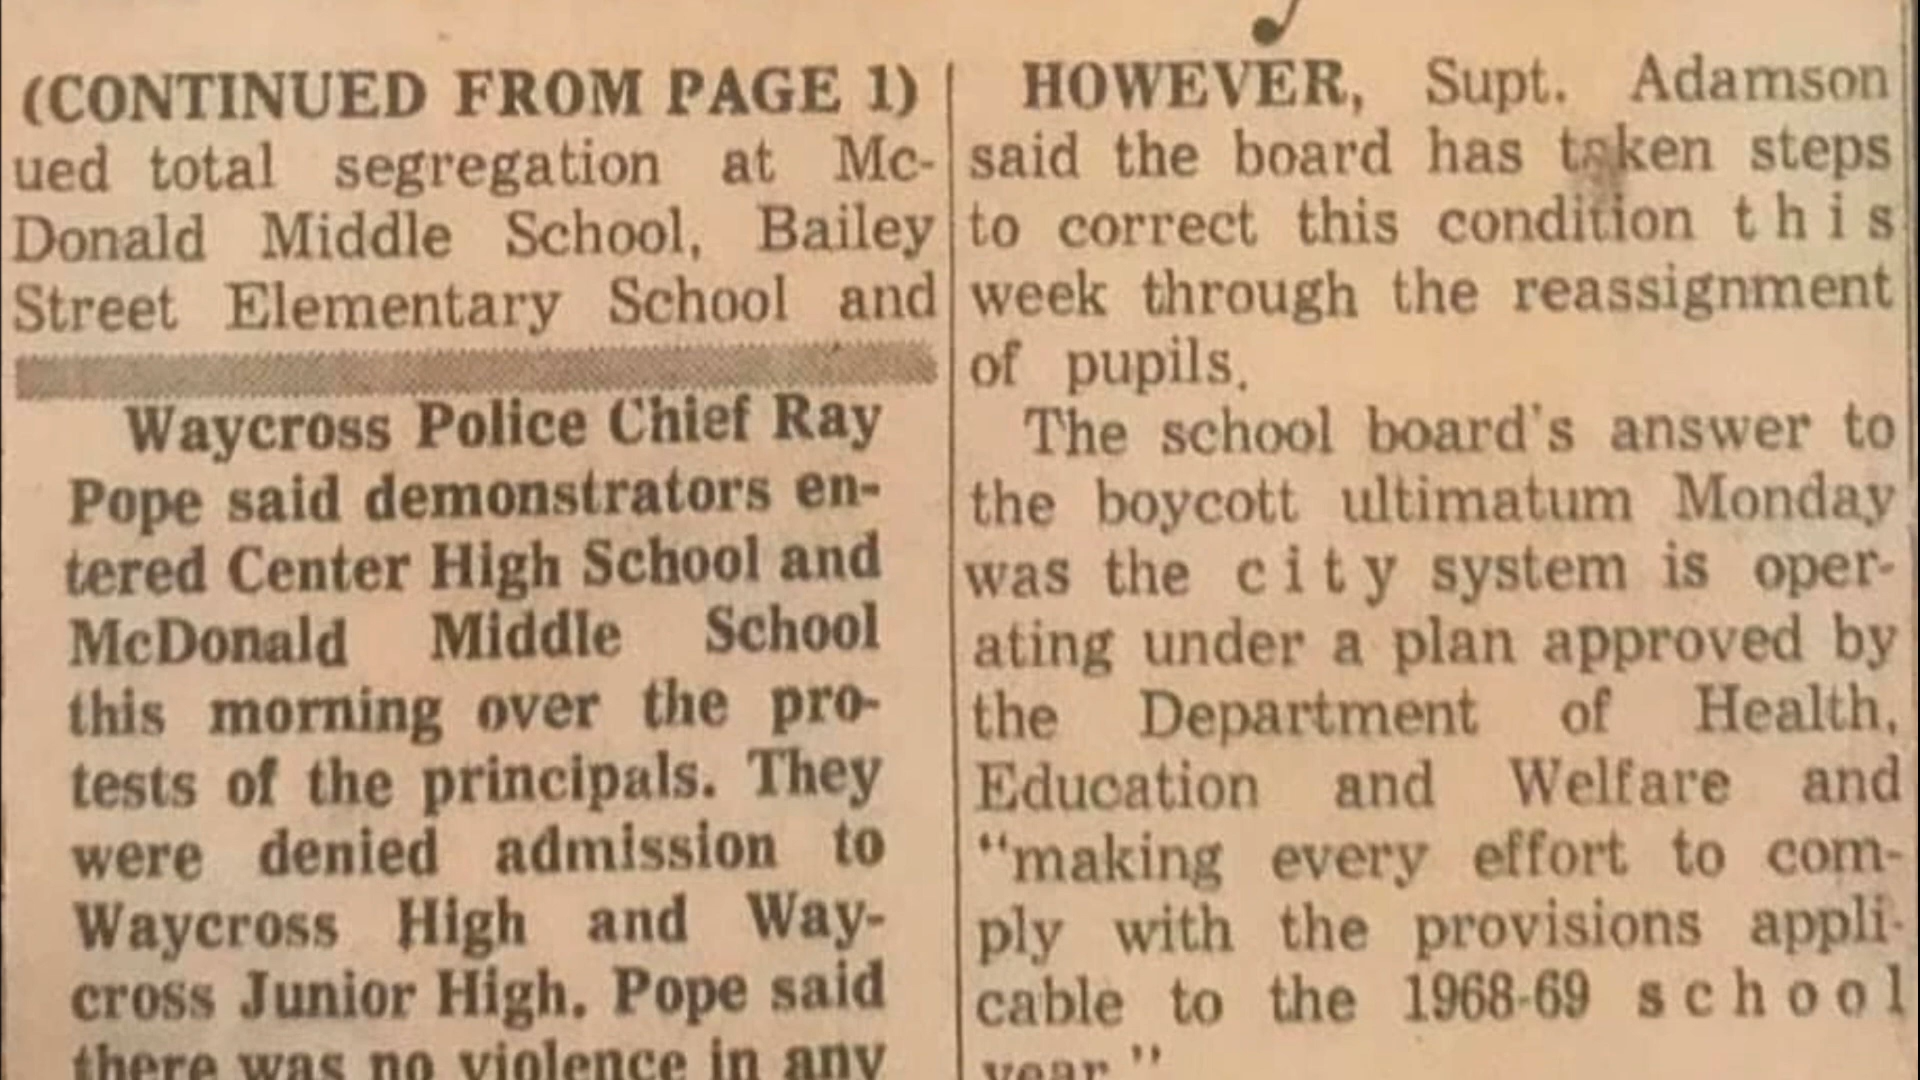 (CONTINUED FROM PAGE 1)
ued total segregation at Mc-
Donald Middle School, Bailey
Street Elementary School and
Waycross Police Chief Ray
Pope said demonstrators en-
tered Center High School and
McDonald Middle School
this morning over the pro-
tests of the principals. They
were denied admission to
Waycross High and Way-
cross Junior High. Pope said
there was no violence in any
HOWEVER, Supt. Adamson
said the board has taken steps
to correct this condition this
week through the reassignment
of pupils.
The school board's answer to
the boycott ultimatum Monday
was the city system is oper-
ating under a plan approved by
the Department of Health,
Education and Welfare and
“making every effort to com-
ply with the provisions appli-
cable to the 1968-69 school
year.”